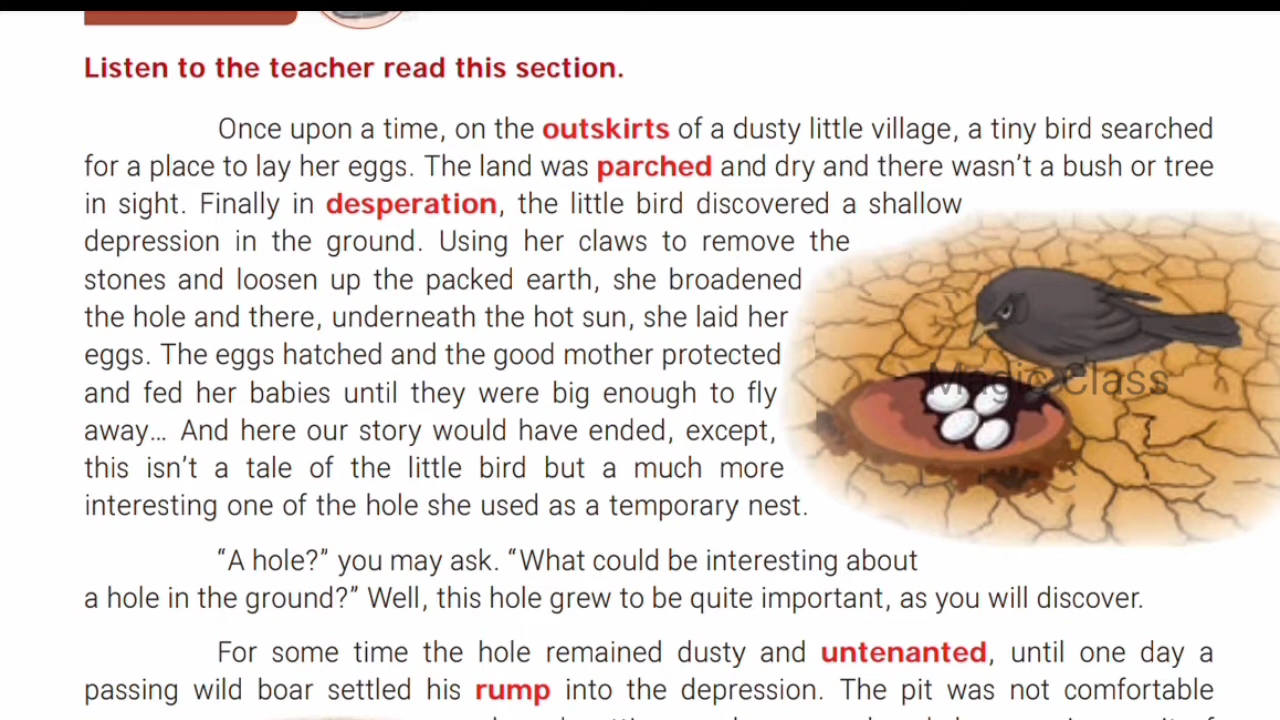 Listen to the teacher read this section.
Once upon a time, on the outskirts of a dusty little village, a tiny bird searched
for a place to lay her eggs. The land was parched and dry and there wasn't a bush or tree
in sight. Finally in desperation, the little bird discovered a shallow
depression in the ground. Using her claws to remove the
stones and loosen up the packed earth, she broadened
the hole and there, underneath the hot sun, she laid her
eggs. The eggs hatched and the good mother protected
and fed her babies until they were big enough to fly
away... And here our story would have ended, except,
this isn't a tale of the little bird but a much more
interesting one of the hole she used as a temporary nest.
Magic Class
“A hole?” you may ask. “What could be interesting about
a hole in the ground?” Well, this hole grew to be quite important, as you will discover.
For some time the hole remained dusty and untenanted, until one day a
passing wild boar settled his rump into the depression. The pit was not comfortable